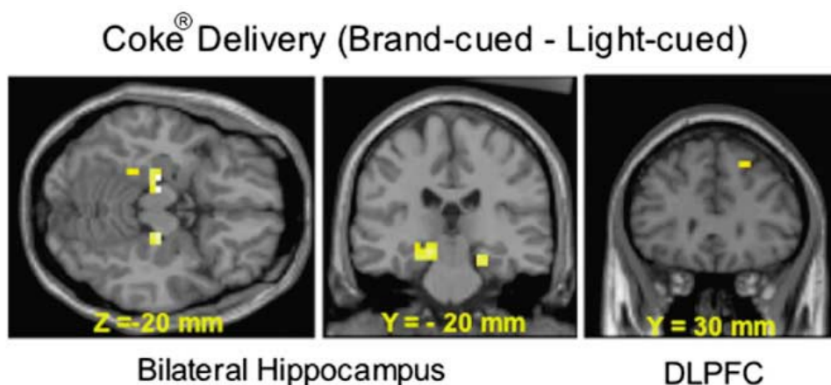 Coke® Delivery (Brand-cued - Light-cued)
Z =-20 mm
Y = - 20 mm
Y = 30 mm
Bilateral Hippocampus
DLPFC